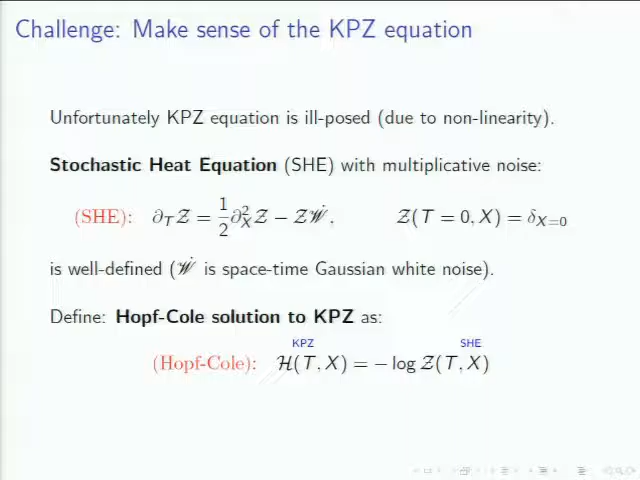 Challenge: Make sense of the KPZ equation
Unfortunately KPZ equation is ill-posed (due to non-linearity).
Stochastic Heat Equation (SHE) with multiplicative noise:
(SHE): ∂_T 𝒵 = 1/2 ∂_X^2 𝒵 − 𝒵𝒲̇, 𝒵(T = 0, X) = δ_{X=0}
is well-defined (𝒲̇ is space-time Gaussian white noise).
Define: Hopf-Cole solution to KPZ as:
KPZ SHE
(Hopf-Cole): ℋ(T, X) = − log 𝒵(T, X)